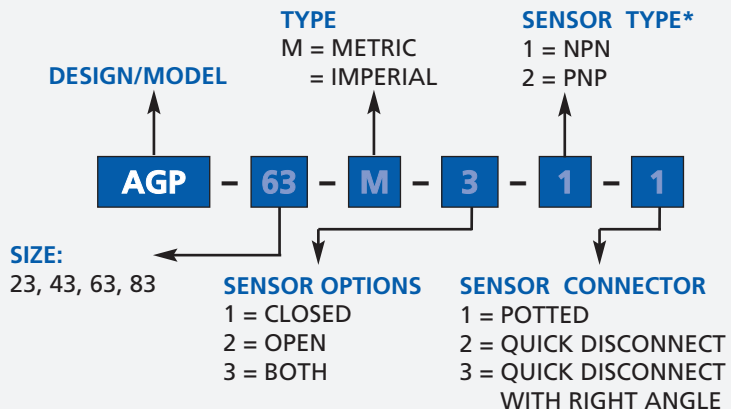 TYPE
M = METRIC
= IMPERIAL
SENSOR TYPE*
1 = NPN
2 = PNP
DESIGN/MODEL
AGP - 63 - M - 3 - 1 - 1
SIZE:
23, 43, 63, 83
SENSOR OPTIONS
1 = CLOSED
2 = OPEN
3 = BOTH
SENSOR CONNECTOR
1 = POTTED
2 = QUICK DISCONNECT
3 = QUICK DISCONNECT
WITH RIGHT ANGLE